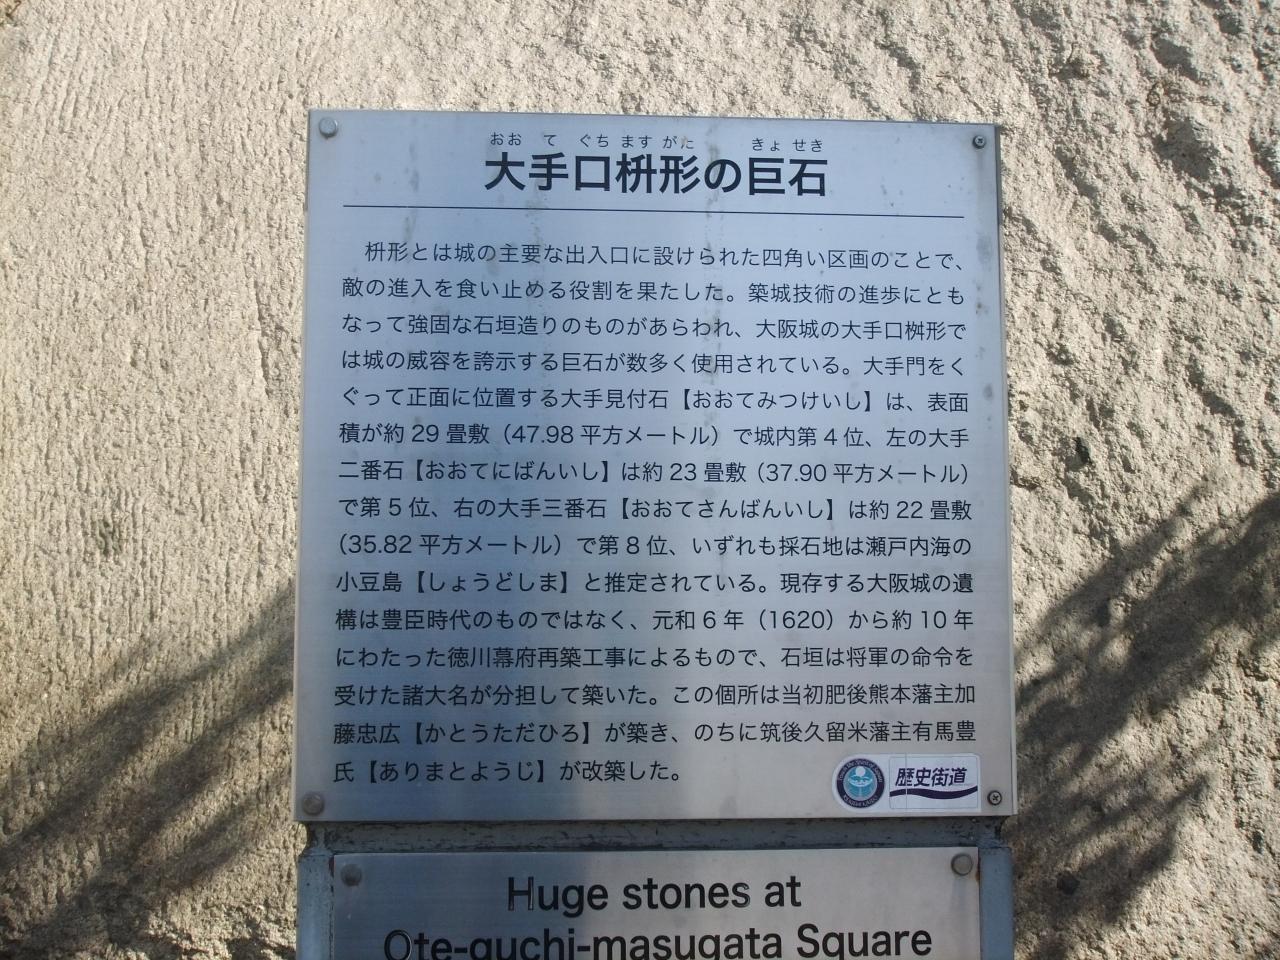 おお て ぐち ます がた きょ せき
大手口枡形の巨石
枡形とは城の主要な出入口に設けられた四角い区画のことで、
敵の進入を食い止める役割を果たした。築城技術の進歩にとも
なって強固な石垣造りのものがあらわれ、大阪城の大手口桝形で
は城の威容を誇示する巨石が数多く使用されている。大手門をく
ぐって正面に位置する大手見付石【おおてみつけいし】は、表面
積が約29畳敷（47.98平方メートル）で城内第4位、左の大手
二番石【おおてにばんいし】は約23畳敷（37.90平方メートル）
で第5位、右の大手三番石【おおてさんばんいし】は約22畳敷
（35.82平方メートル）で第8位、いずれも採石地は瀬戸内海の
小豆島【しょうどしま】と推定されている。現存する大阪城の遺
構は豊臣時代のものではなく、元和6年（1620）から約10年
にわたった徳川幕府再築工事によるもので、石垣は将軍の命令を
受けた諸大名が分担して築いた。この個所は当初肥後熊本藩主加
藤忠広【かとうただひろ】が築き、のちに筑後久留米藩主有馬豊
氏【ありまとようじ】が改築した。
歴史街道
Huge stones at
Ote-guchi-masugata Square